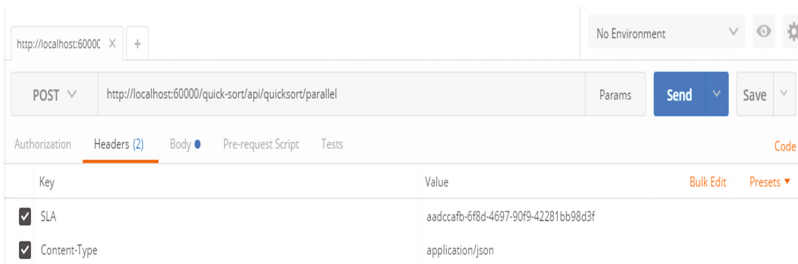 No Environment
http://localhost:6000
POST http://localhost:60000/quick-sort/api/quicksort/parallel Params Send Save
Authorization Headers (2) Body Pre-request Script Tests Code
Key Value Bulk Edit Presets
SLA aadccafb-6f8d-4697-90f9-42281bb98d3f
Content-Type application/json